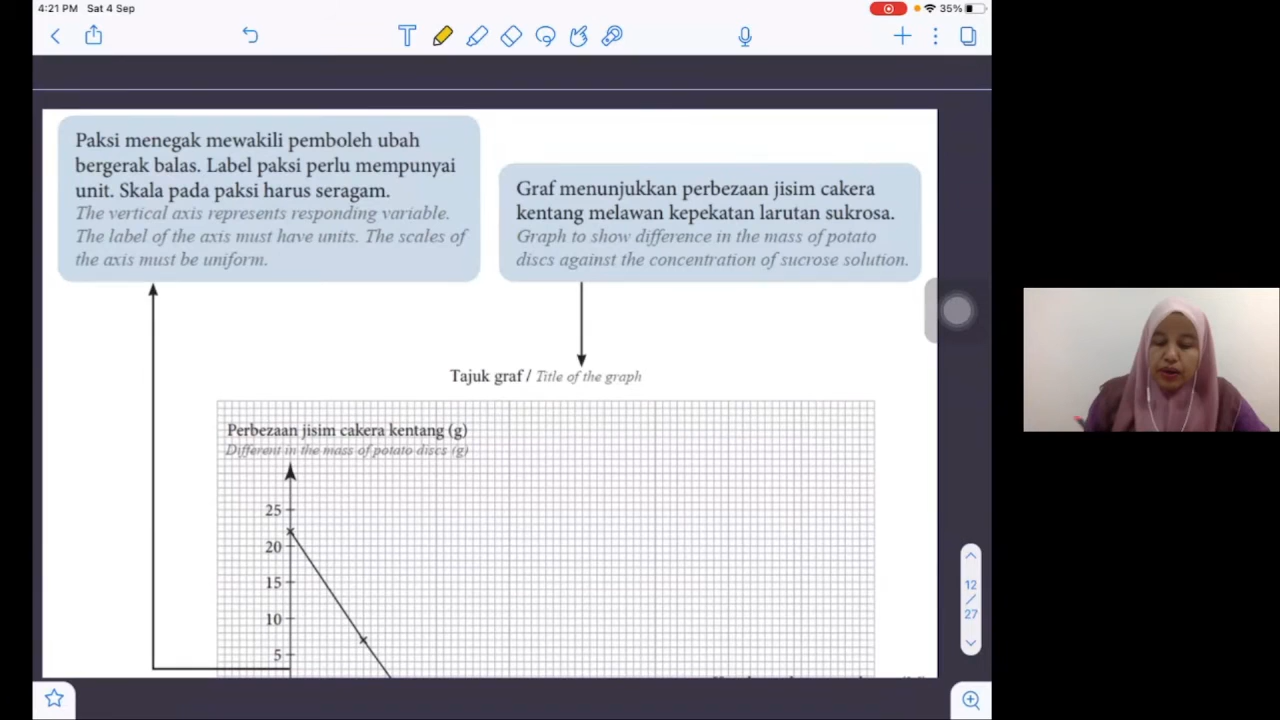 4:21 PM Sat 4 Sep
35%
Paksi menegak mewakili pemboleh ubah
bergerak balas. Label paksi perlu mempunyai
unit. Skala pada paksi harus seragam.
The vertical axis represents responding variable.
The label of the axis must have units. The scales of
the axis must be uniform.
Graf menunjukkan perbezaan jisim cakera
kentang melawan kepekatan larutan sukrosa.
Graph to show difference in the mass of potato
discs against the concentration of sucrose solution.
Tajuk graf / Title of the graph
Perbezaan jisim cakera kentang (g)
Different in the mass of potato discs (g)
25
20
15
10
5
12
/
27